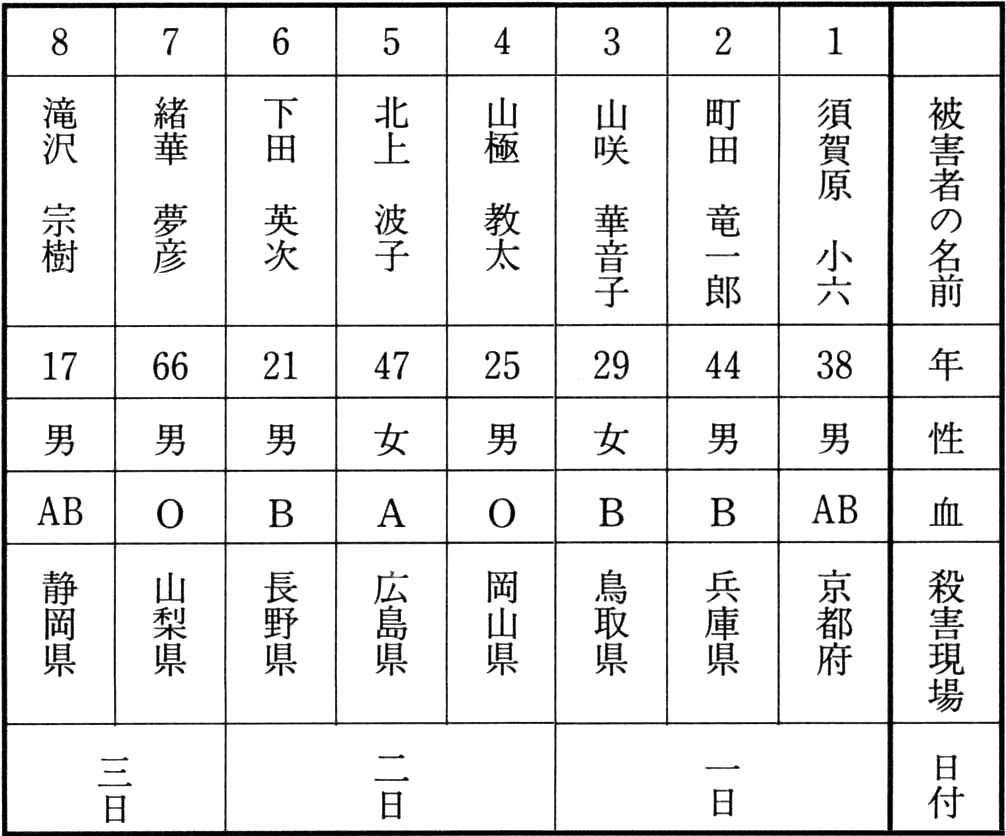 被害者の名前
年
性
血
殺害現場
日付
1
須賀原 小六
38
男
AB
京都府
2
町田 竜一郎
44
男
B
兵庫県
3
山咲 華音子
29
女
B
鳥取県
一日
4
山極 教太
25
男
O
岡山県
5
北上 波子
47
女
A
広島県
6
下田 英次
21
男
B
長野県
二日
7
緒華 夢彦
66
男
O
山梨県
8
滝沢 宗樹
17
男
AB
静岡県
三日